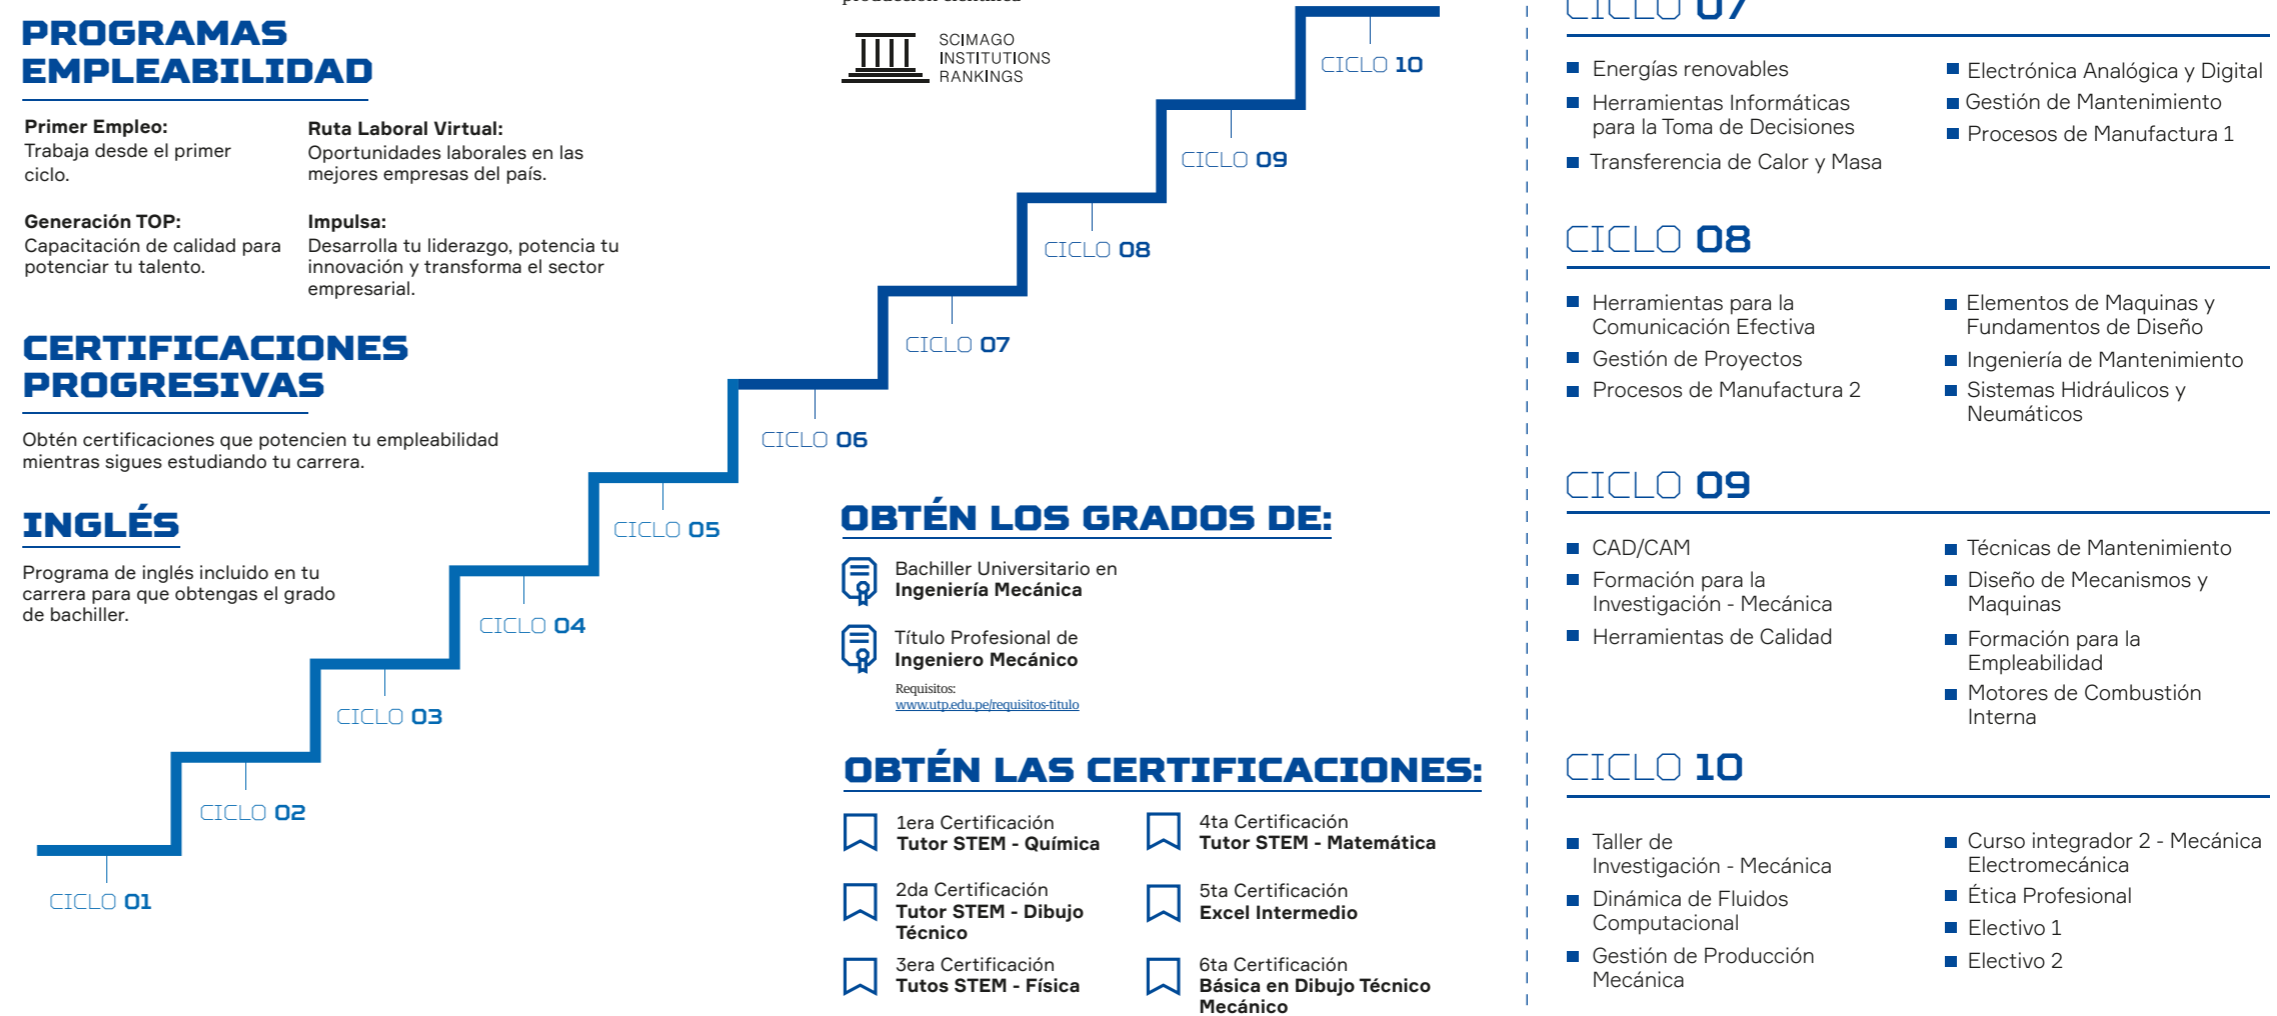 PROGRAMAS
EMPLEABILIDAD
Primer Empleo:
Trabaja desde el primer
ciclo.
Ruta Laboral Virtual:
Oportunidades laborales en las
mejores empresas del país.
Generación TOP:
Capacitación de calidad para
potenciar tu talento.
Impulsa:
Desarrolla tu liderazgo, potencia tu
innovación y transforma el sector
empresarial.
CERTIFICACIONES
PROGRESIVAS
Obtén certificaciones que potencien tu empleabilidad
mientras sigues estudiando tu carrera.
INGLÉS
Programa de inglés incluido en tu
carrera para que obtengas el grado
de bachiller.
CICLO 01
CICLO 02
CICLO 03
CICLO 04
CICLO 05
CICLO 06
CICLO 07
CICLO 08
CICLO 09
CICLO 10
producción científica
SCIMAGO
INSTITUTIONS
RANKINGS
OBTÉN LOS GRADOS DE:
Bachiller Universitario en
Ingeniería Mecánica
Título Profesional de
Ingeniero Mecánico
Requisitos:
www.utp.edu.pe/requisitos-titulo
OBTÉN LAS CERTIFICACIONES:
1era Certificación
Tutor STEM - Química
2da Certificación
Tutor STEM - Dibujo
Técnico
3era Certificación
Tutos STEM - Física
4ta Certificación
Tutor STEM - Matemática
5ta Certificación
Excel Intermedio
6ta Certificación
Básica en Dibujo Técnico
Mecánico
CICLO 07
Energías renovables
Herramientas Informáticas
para la Toma de Decisiones
Transferencia de Calor y Masa
Electrónica Analógica y Digital
Gestión de Mantenimiento
Procesos de Manufactura 1
CICLO 08
Herramientas para la
Comunicación Efectiva
Gestión de Proyectos
Procesos de Manufactura 2
Elementos de Maquinas y
Fundamentos de Diseño
Ingeniería de Mantenimiento
Sistemas Hidráulicos y
Neumáticos
CICLO 09
CAD/CAM
Formación para la
Investigación - Mecánica
Herramientas de Calidad
Técnicas de Mantenimiento
Diseño de Mecanismos y
Maquinas
Formación para la
Empleabilidad
Motores de Combustión
Interna
CICLO 10
Taller de
Investigación - Mecánica
Dinámica de Fluidos
Computacional
Gestión de Producción
Mecánica
Curso integrador 2 - Mecánica
Electromecánica
Ética Profesional
Electivo 1
Electivo 2